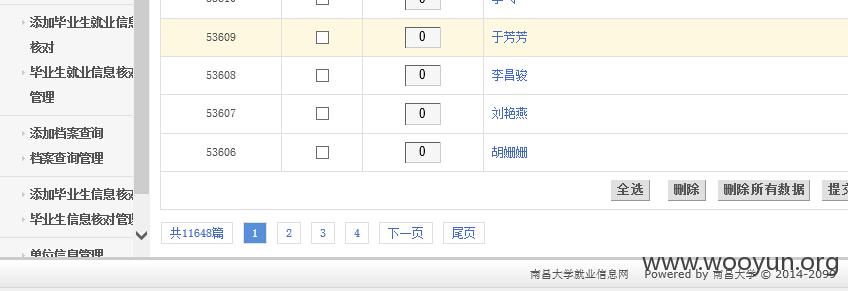 添加毕业生就业信息
核对
毕业生就业信息核对
管理
添加档案查询
档案查询管理
添加毕业生信息核对
毕业生信息核对管理
单位信息管理
53609 0 于芳芳
53608 0 李昌骏
53607 0 刘艳燕
53606 0 胡姗姗
全选 删除 删除所有数据 提交
共11648篇 1 2 3 4 下一页 尾页
www.wooyun.org
南昌大学就业信息网 Powered by 南昌大学 © 2014-2099